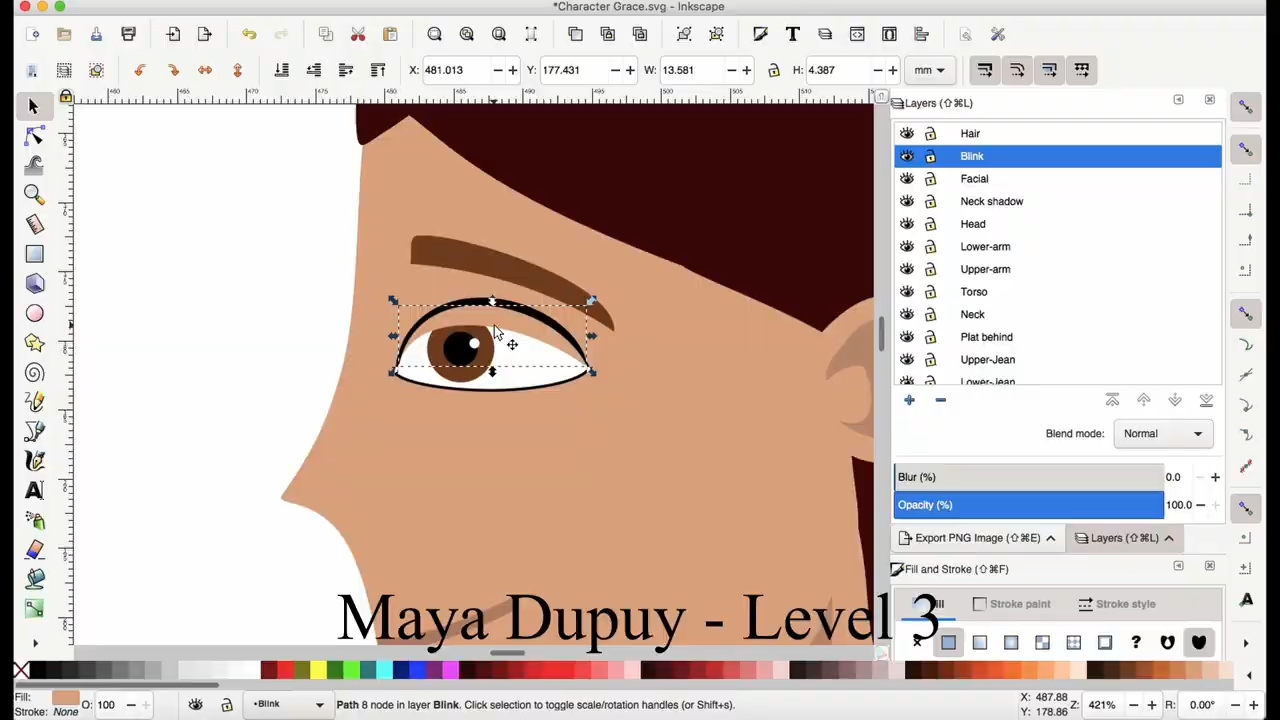 *Character Grace.svg - Inkscape
X: 481.013 Y: 177.431 W: 13.581 H: 4.387 mm
Layers (⇧⌘L)
Hair
Blink
Facial
Neck shadow
Head
Lower-arm
Upper-arm
Torso
Neck
Plat behind
Upper-Jean
Lower-Jean
Blend mode: Normal
Blur (%) 0.0
Opacity (%) 100.0
Export PNG Image (⇧⌘E) Layers (⇧⌘L)
Fill and Stroke (⇧⌘F)
Stroke paint Stroke style
Maya Dupuy - Level 3
Fill:
Stroke: None
O: 100
•Blink
Path 8 node in layer Blink. Click selection to toggle scale/rotation handles (or Shift+s).
X: 487.88
Y: 178.86
Z: 421%
R: 0.00°